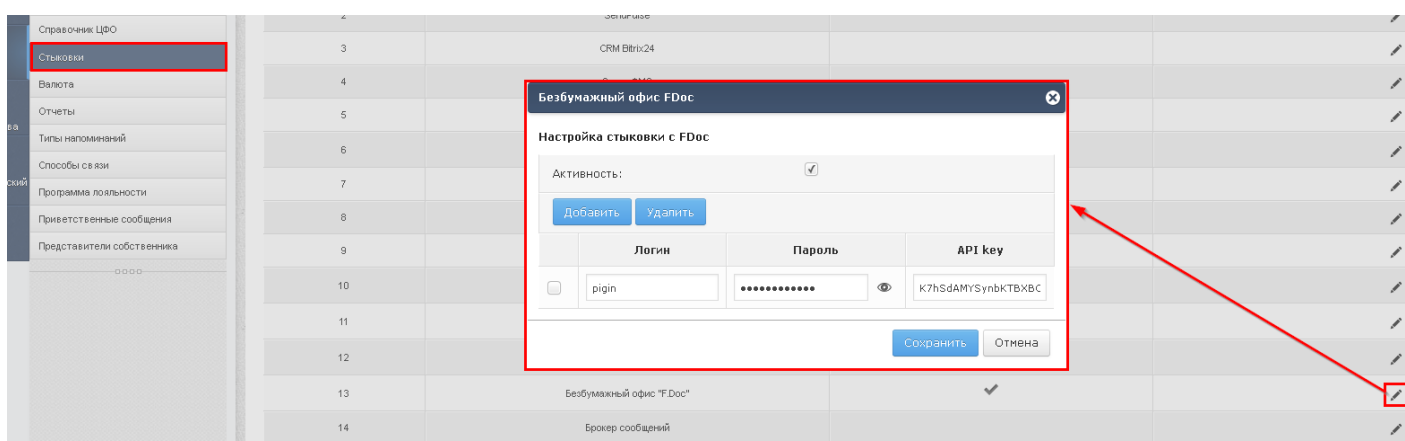 Справочник ЦФО
Стыковки
Валюта
Отчеты
Типы напоминаний
Способы связи
Программа лояльности
Приветственные сообщения
Представители собственника
ва
ский
2 SendPulse
3 CRM Bitrix24
4
5
6
7
8
9
10
11
12
13 Безбумажный офис "F.Doc"
14 Брокер сообщений
Безбумажный офис FDoc
Настройка стыковки с FDoc
Активность:
Добавить Удалить
Логин Пароль API key
pigin •••••••••••• K7hSdAMYSynbKTBXBC
Сохранить Отмена